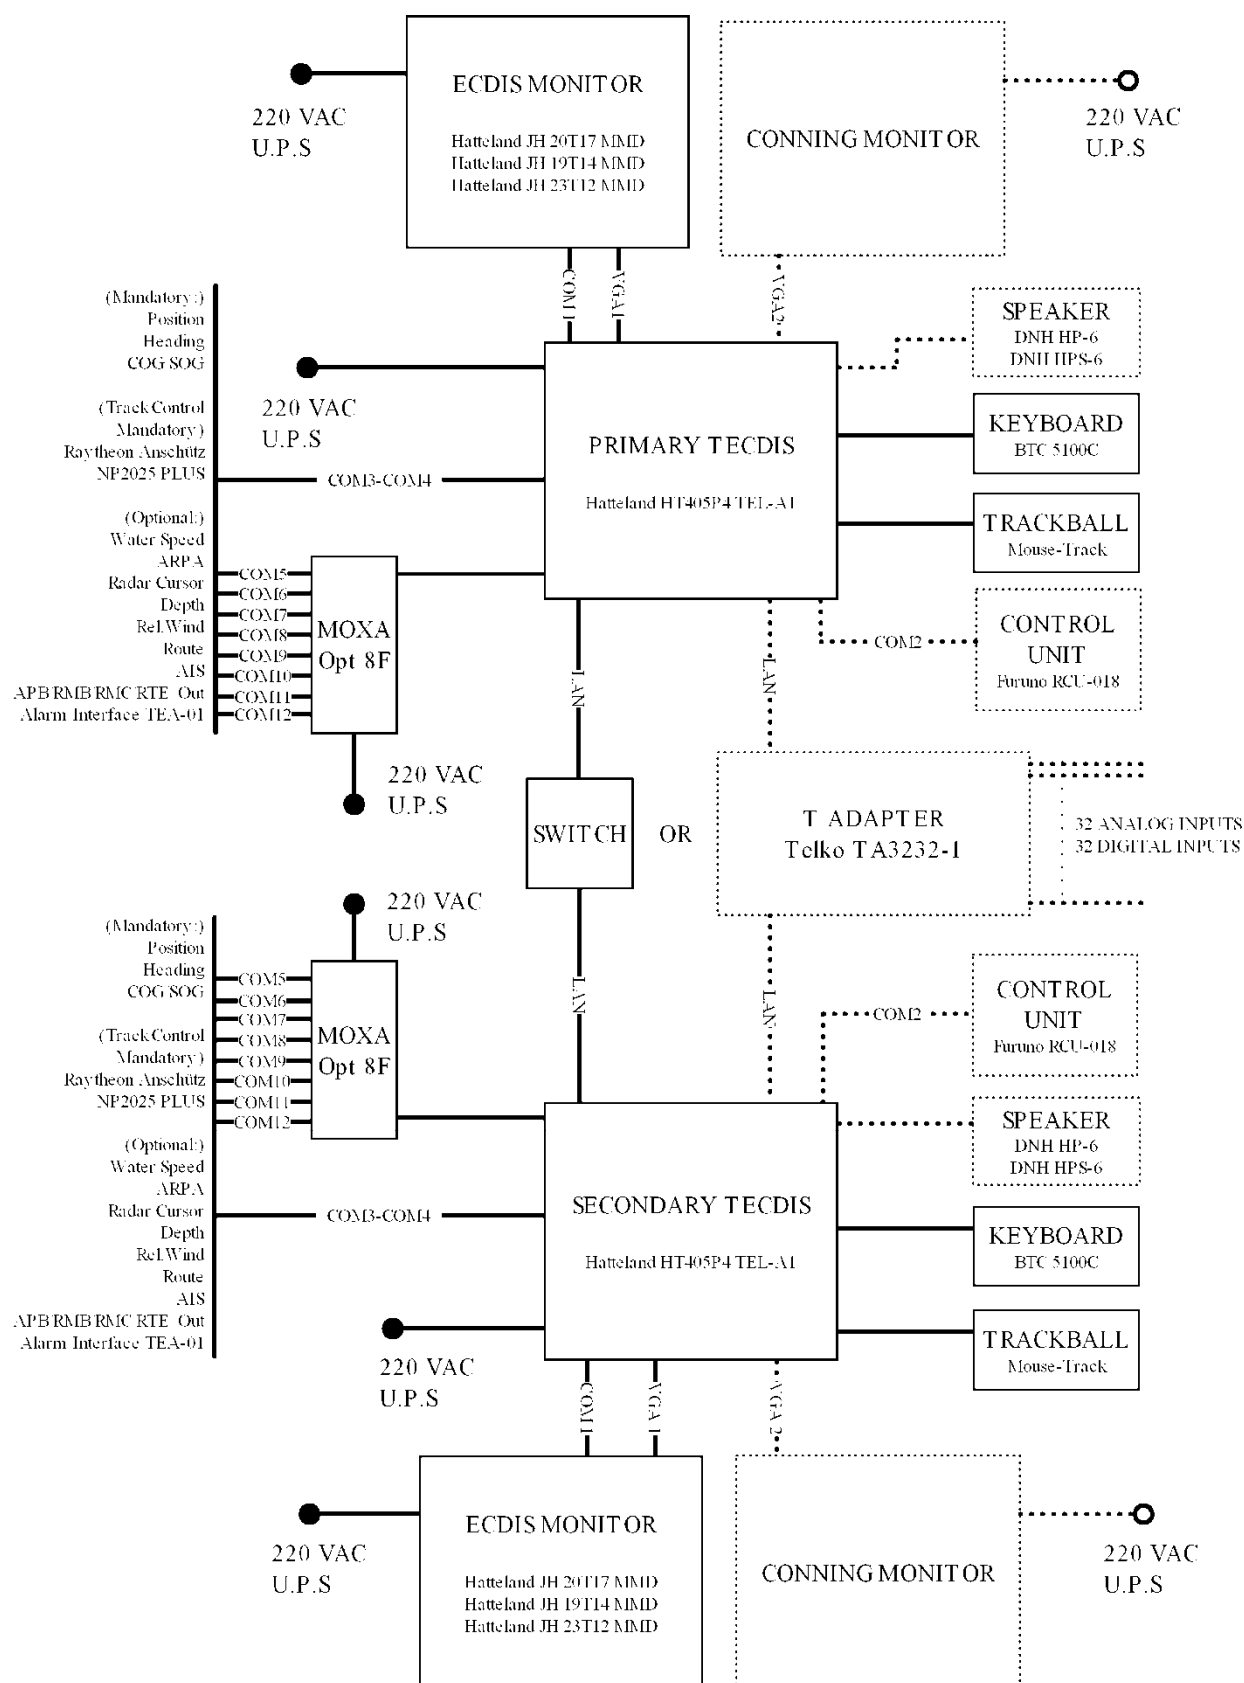 ECDIS MONITOR
Hatteland JH 20T17 MMD
Hatteland JH 19T14 MMD
Hatteland JH 23T12 MMD
220 VAC
U.P.S
CONNING MONITOR
220 VAC
U.P.S
COM 1
VGA1
VGA2
(Mandatory:)
Position
Heading
COG SOG
(Track Control
Mandatory)
Raytheon Anschütz
NP2025 PLUS
(Optional:)
Water Speed
ARPA
Radar Cursor
Depth
Rel.Wind
Route
AIS
APB RMB RMC RTE Out
Alarm Interface TEA-01
220 VAC
U.P.S
COM3-COM4
COM5
COM6
COM7
COM8
COM9
COM10
COM11
COM12
MOXA
Opt 8F
220 VAC
U.P.S
PRIMARY TECDIS
Hatteland HT405P4 TEL-A1
SPEAKER
DNH HP-6
DNH HPS-6
KEYBOARD
BTC 5100C
TRACKBALL
Mouse-Track
COM2
CONTROL
UNIT
Furuno RCU-018
LAN
LAN
SWITCH
OR
T ADAPTER
Telko TA3232-1
32 ANALOG INPUTS
32 DIGITAL INPUTS
LAN
LAN
220 VAC
U.P.S
(Mandatory:)
Position
Heading
COG SOG
(Track Control
Mandatory)
Raytheon Anschütz
NP2025 PLUS
(Optional:)
Water Speed
ARPA
Radar Cursor
Depth
Rel.Wind
Route
AIS
APB RMB RMC RTE Out
Alarm Interface TEA-01
COM5
COM6
COM7
COM8
COM9
COM10
COM11
COM12
MOXA
Opt 8F
COM3-COM4
COM2
CONTROL
UNIT
Furuno RCU-018
SPEAKER
DNH HP-6
DNH HPS-6
SECONDARY TECDIS
Hatteland HT405P4 TEL-A1
KEYBOARD
BTC 5100C
TRACKBALL
Mouse-Track
220 VAC
U.P.S
COM 1
VGA 1
VGA 2
220 VAC
U.P.S
ECDIS MONITOR
Hatteland JH 20T17 MMD
Hatteland JH 19T14 MMD
Hatteland JH 23T12 MMD
CONNING MONITOR
220 VAC
U.P.S